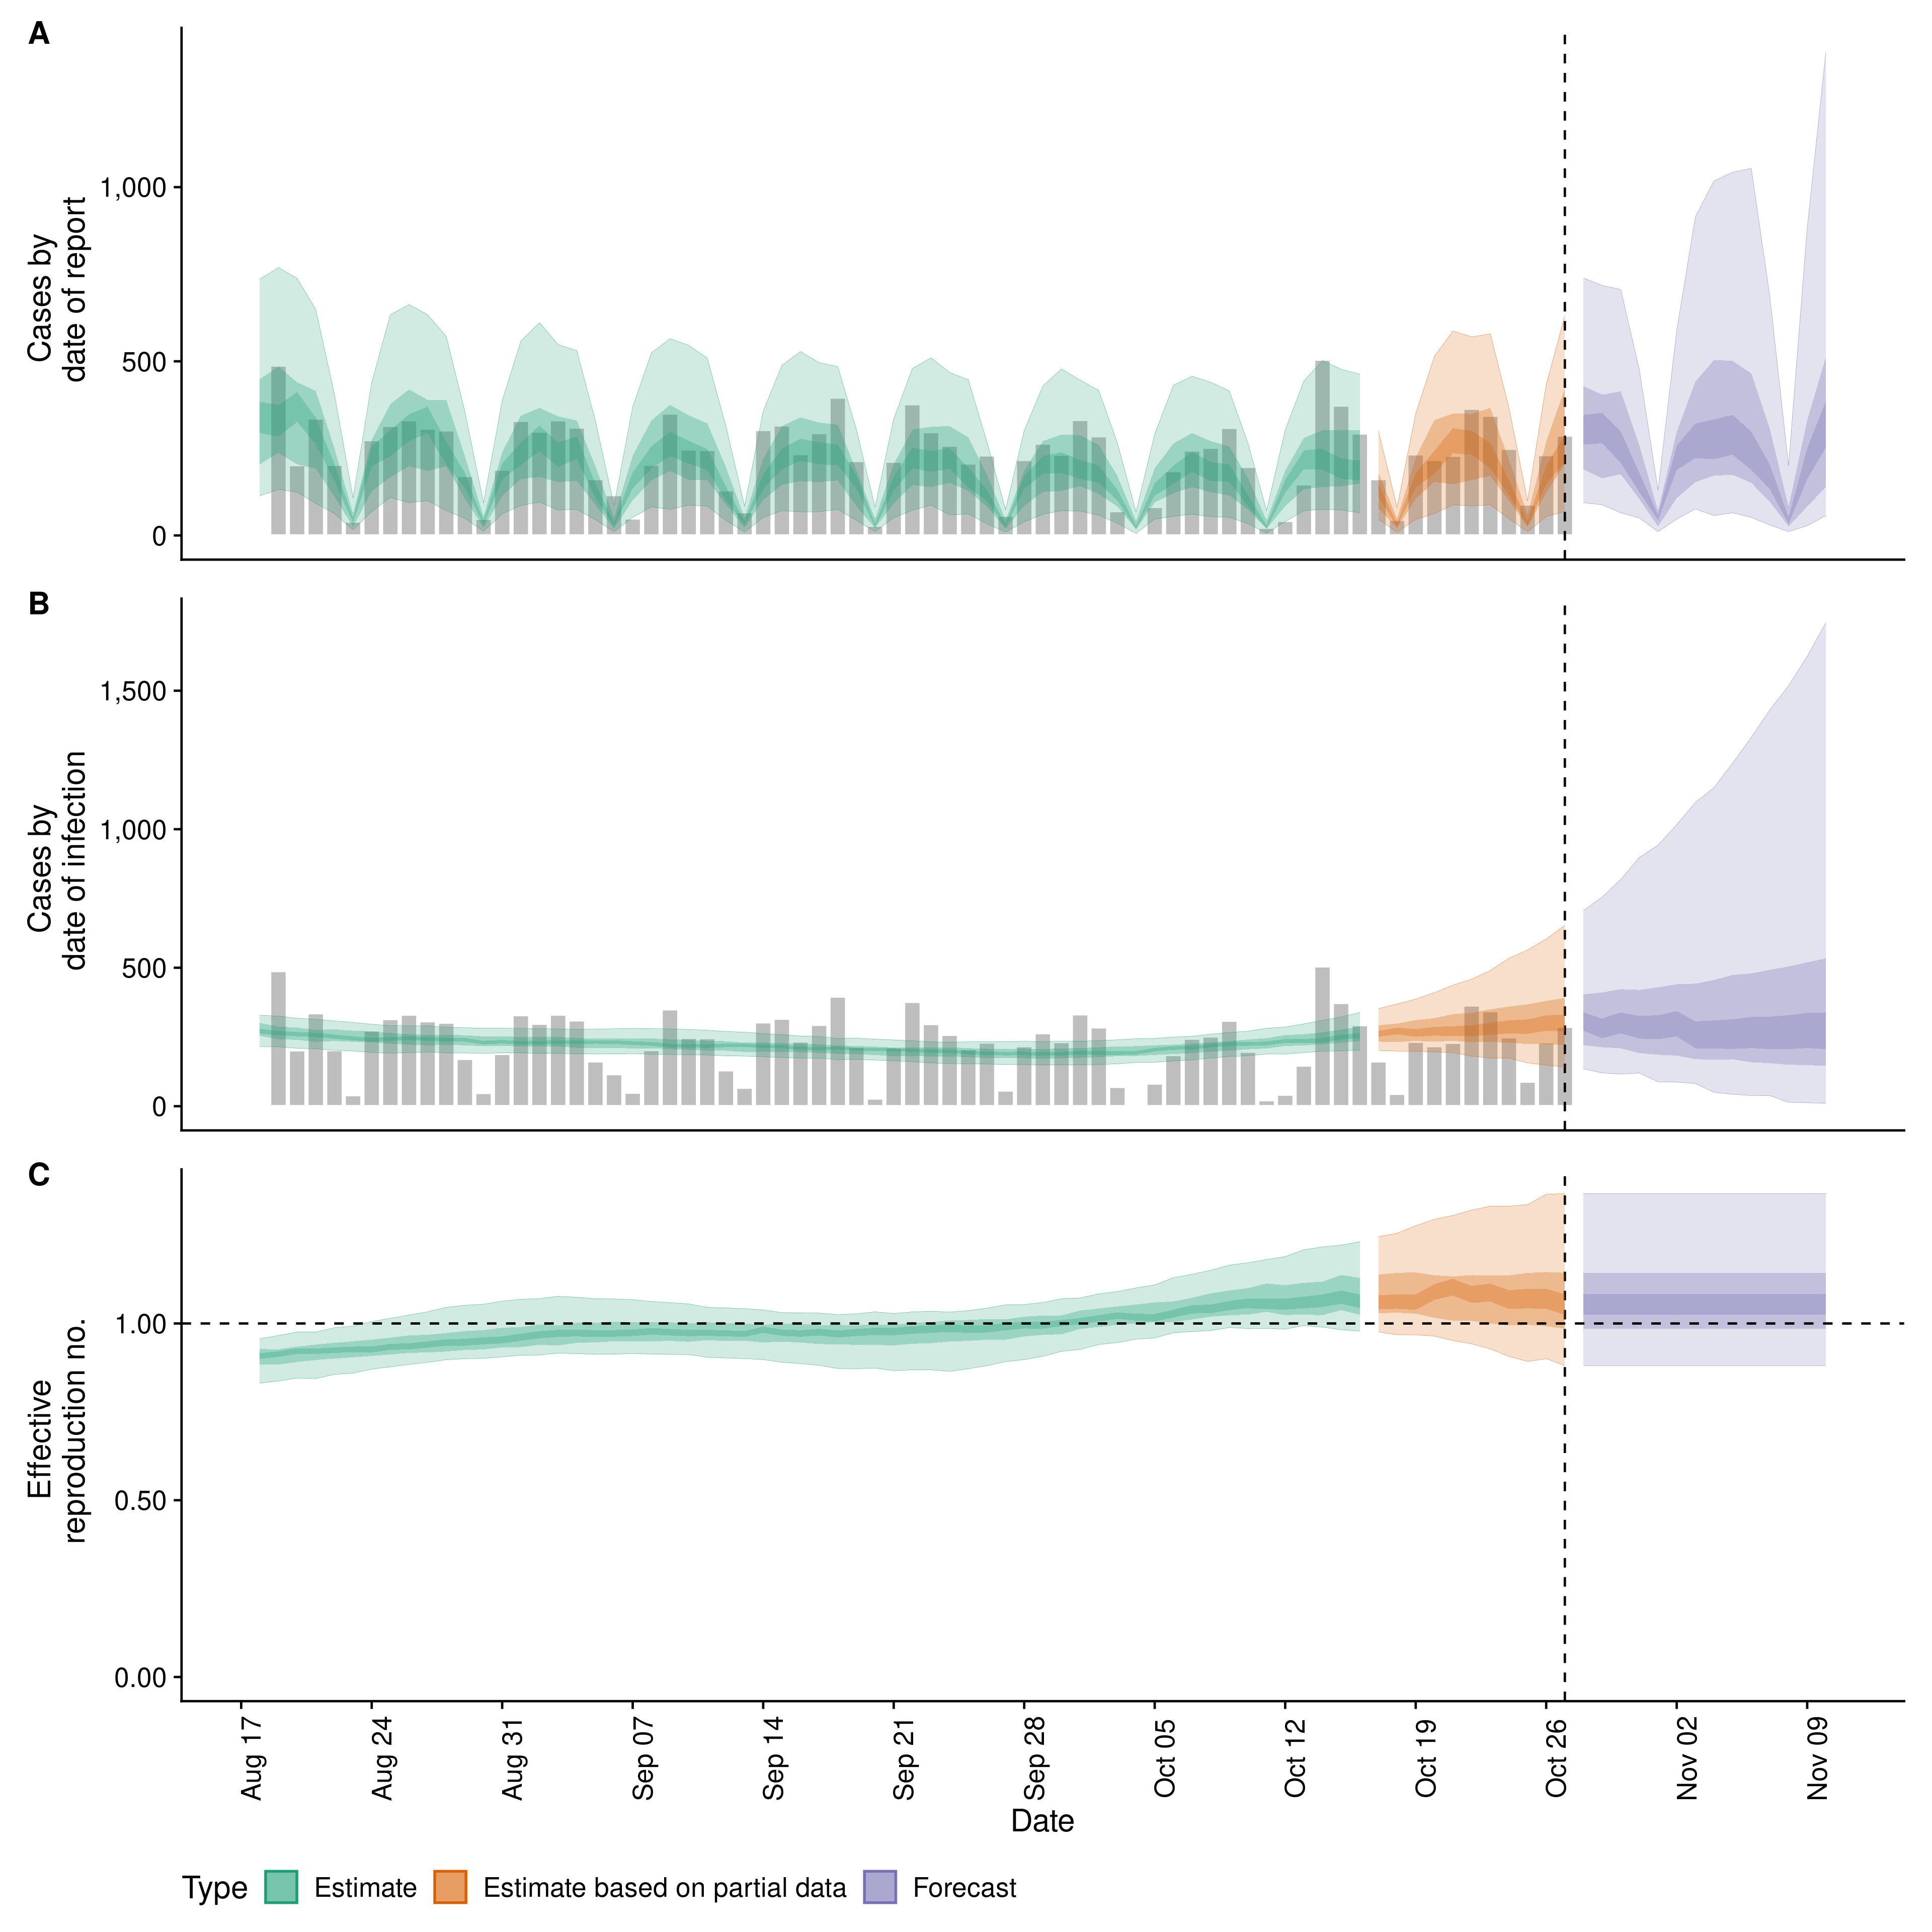 A
Cases by
date of report
1,000
500
0
B
Cases by
date of infection
1,500
1,000
500
0
C
Effective
reproduction no.
1.00
0.50
0.00
Aug 17
Aug 24
Aug 31
Sep 07
Sep 14
Sep 21
Sep 28
Oct 05
Oct 12
Oct 19
Oct 26
Nov 02
Nov 09
Date
Type Estimate Estimate based on partial data Forecast